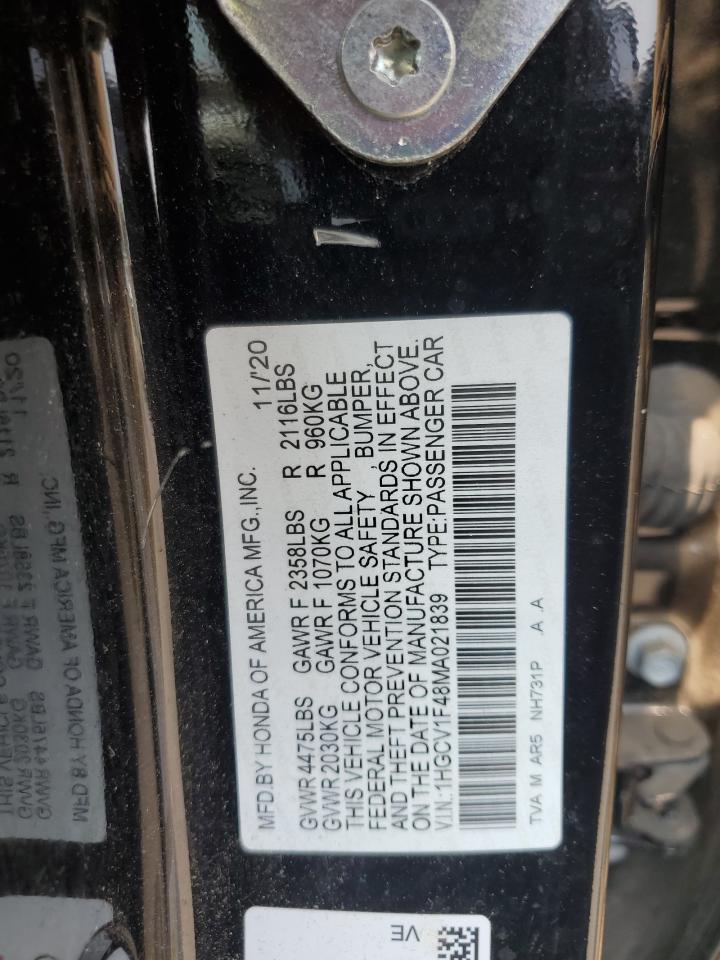 MFD.BY HONDA OF AMERICA MFG.,INC. 11/'20
GVWR 4475LBS GAWR F 2358LBS R 2116LBS
GVWR 2030KG GAWR F 1070KG R 960KG
THIS VEHICLE CONFORMS TO ALL APPLICABLE
FEDERAL MOTOR VEHICLE SAFETY , BUMPER,
AND THEFT PREVENTION STANDARDS IN EFFECT
ON THE DATE OF MANUFACTURE SHOWN ABOVE.
V.I.N.:1HGCV1F48MA021839 TYPE:PASSENGER CAR
TVA M AR5 NH731P .A .A
VE